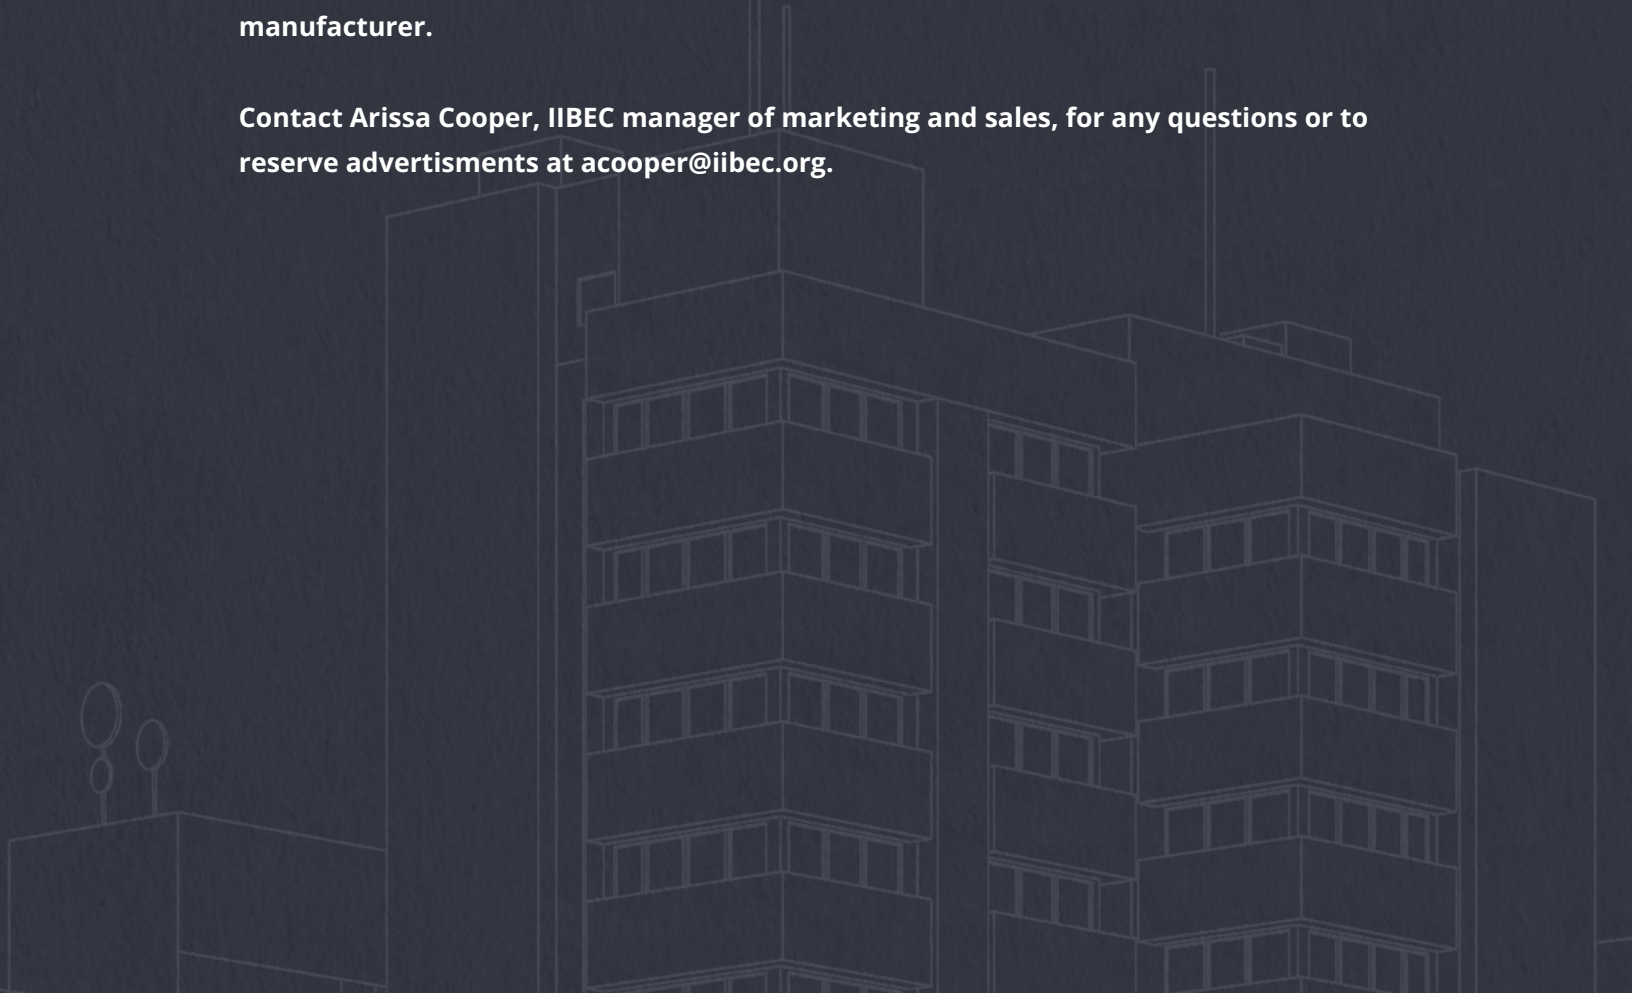 manufacturer.
Contact Arissa Cooper, IIBEC manager of marketing and sales, for any questions or to
reserve advertisments at acooper@iibec.org.